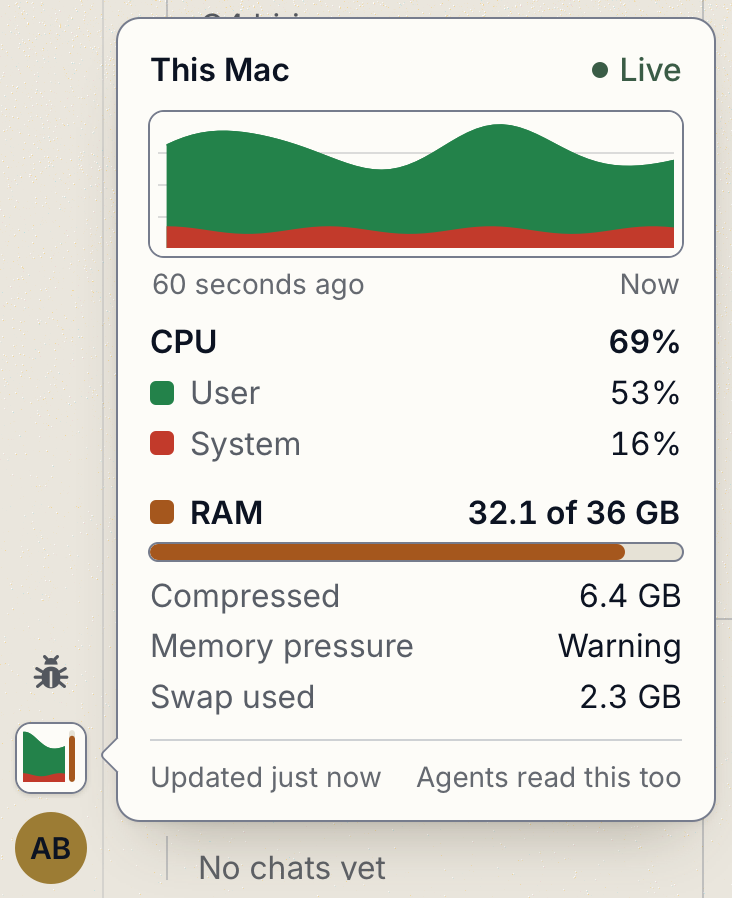 This Mac
Live
60 seconds ago Now
CPU 69%
User 53%
System 16%
RAM 32.1 of 36 GB
Compressed 6.4 GB
Memory pressure Warning
Swap used 2.3 GB
Updated just now Agents read this too
AB
No chats yet